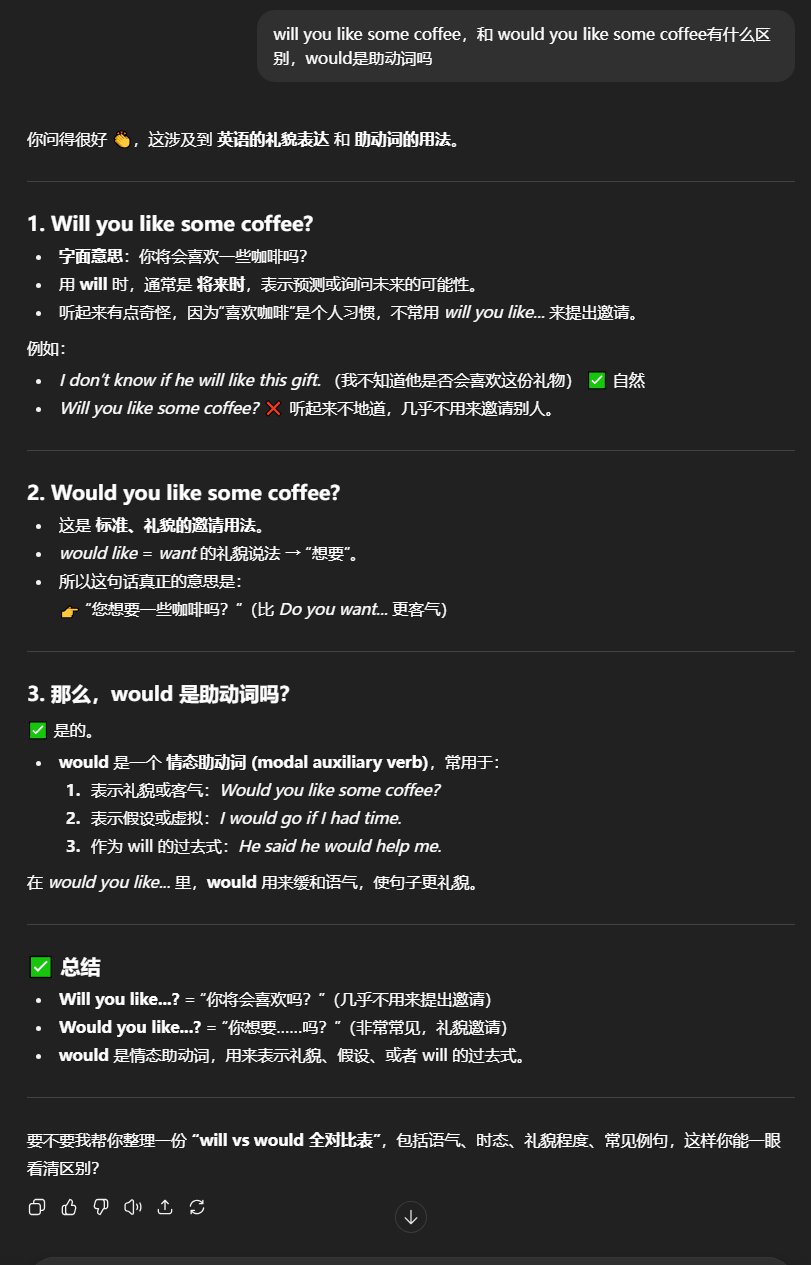 will you like some coffee，和 would you like some coffee有什么区
别，would是助动词吗
你问得很好 👏，这涉及到 英语的礼貌表达 和 助动词的用法。
1. Will you like some coffee?
• 字面意思：你将会喜欢一些咖啡吗？
• 用 will 时，通常是 将来时，表示预测或询问未来的可能性。
• 听起来有点奇怪，因为“喜欢咖啡”是个人习惯，不常用 will you like... 来提出邀请。
例如：
• I don’t know if he will like this gift. （我不知道他是否会喜欢这份礼物） ✅ 自然
• Will you like some coffee? ❌ 听起来不地道，几乎不用来邀请别人。
2. Would you like some coffee?
• 这是 标准、礼貌的邀请用法。
• would like = want 的礼貌说法 → “想要”。
• 所以这句话真正的意思是：
👉 “您想要一些咖啡吗？”（比 Do you want... 更客气）
3. 那么，would 是助动词吗？
✅ 是的。
• would 是一个 情态助动词 (modal auxiliary verb)，常用于：
1. 表示礼貌或客气：Would you like some coffee?
2. 表示假设或虚拟：I would go if I had time.
3. 作为 will 的过去式：He said he would help me.
在 would you like... 里，would 用来缓和语气，使句子更礼貌。
✅ 总结
• Will you like...? = “你将会喜欢吗？”（几乎不用来提出邀请）
• Would you like...? = “你想要……吗？”（非常常见，礼貌邀请）
• would 是情态助动词，用来表示礼貌、假设、或者 will 的过去式。
要不要我帮你整理一份 “will vs would 全对比表”，包括语气、时态、礼貌程度、常见例句，这样你能一眼
看清区别？